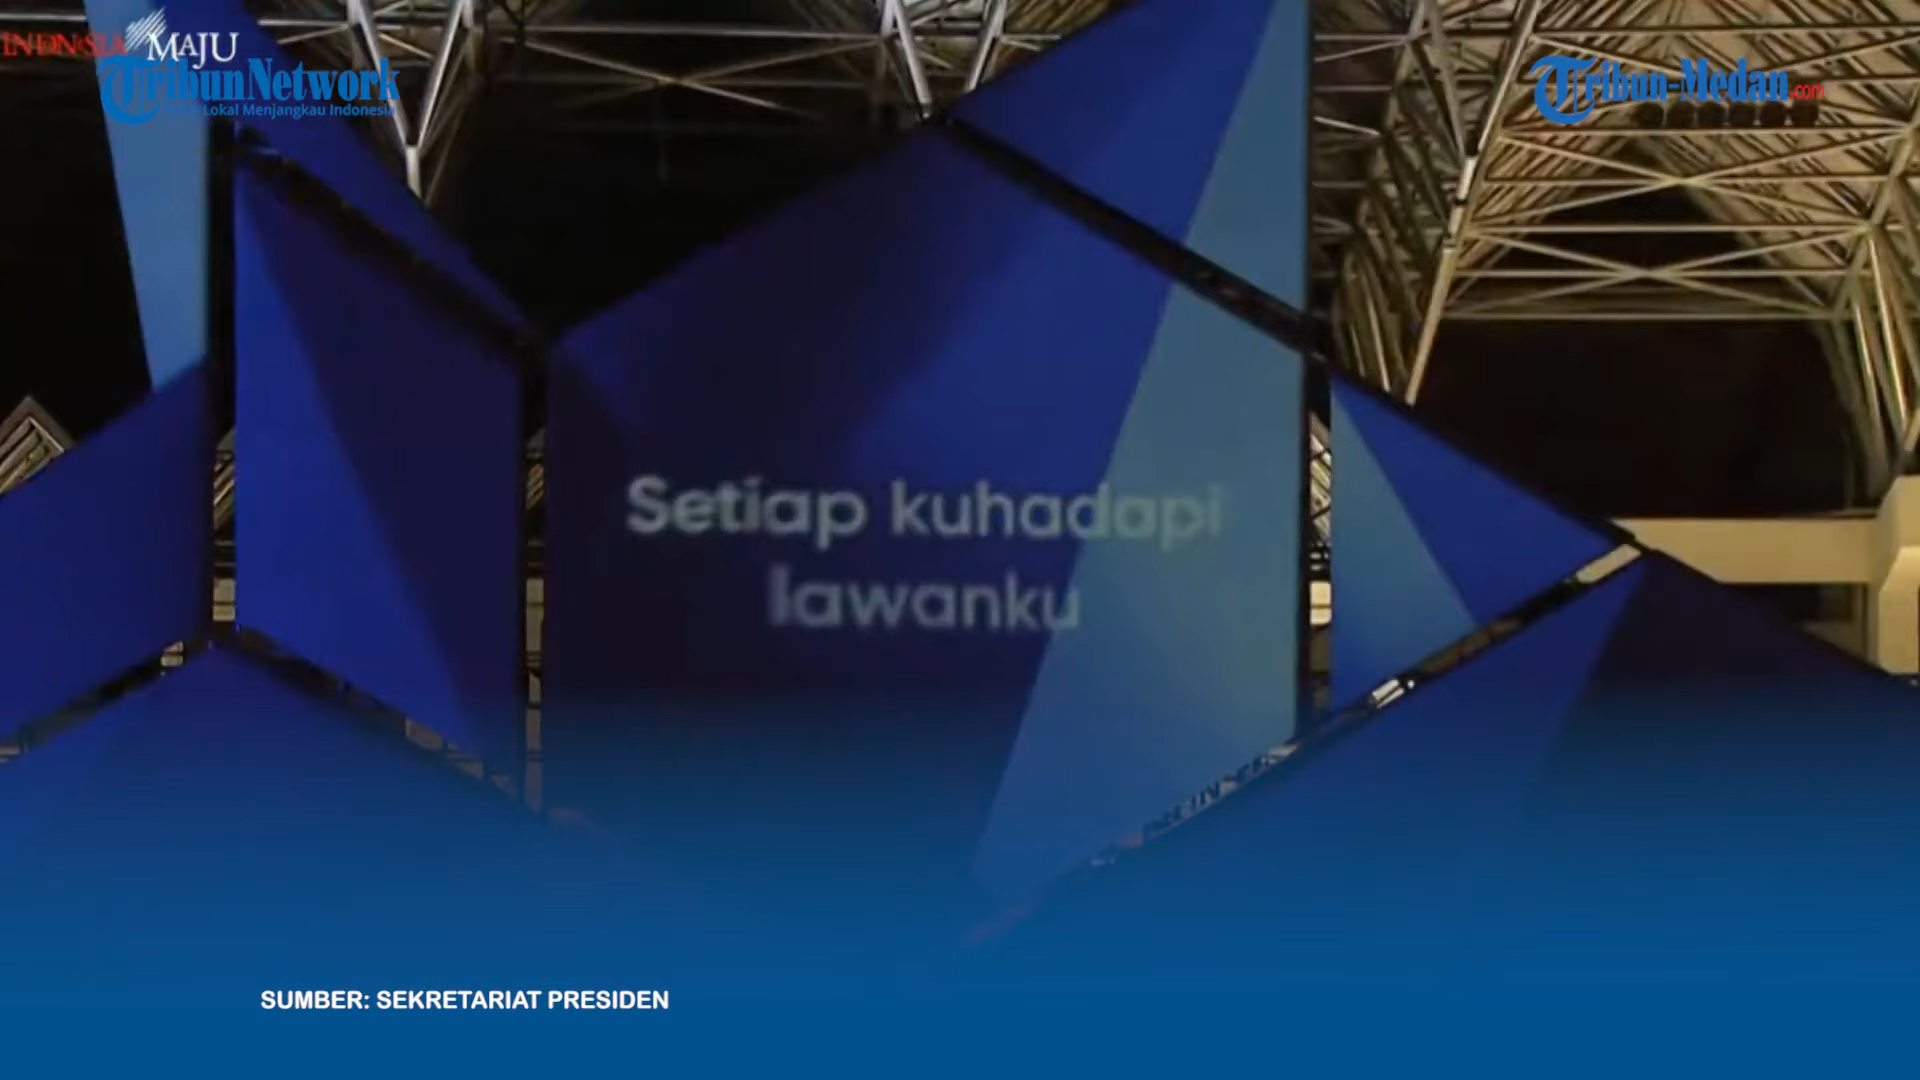 INDONESIA MAJU
TribunNetwork
Lokal Menjangkau Indonesia
Tribun-Medan.com
Setiap kuhadapi
lawanku
SUMBER: SEKRETARIAT PRESIDEN